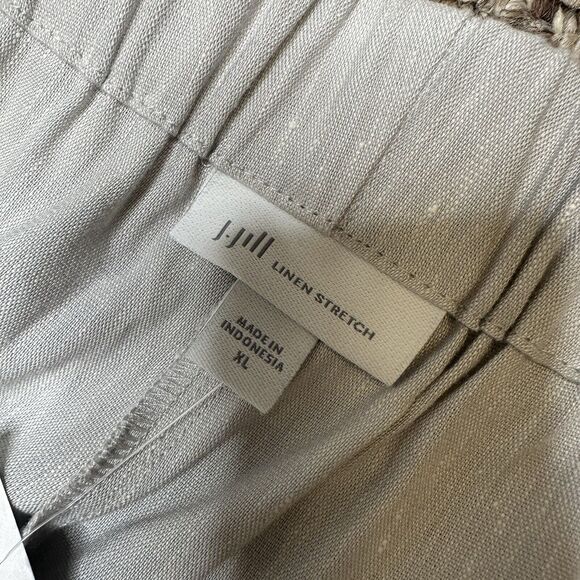 J.Jill
LINEN STRETCH
MADE IN
INDONESIA
XL